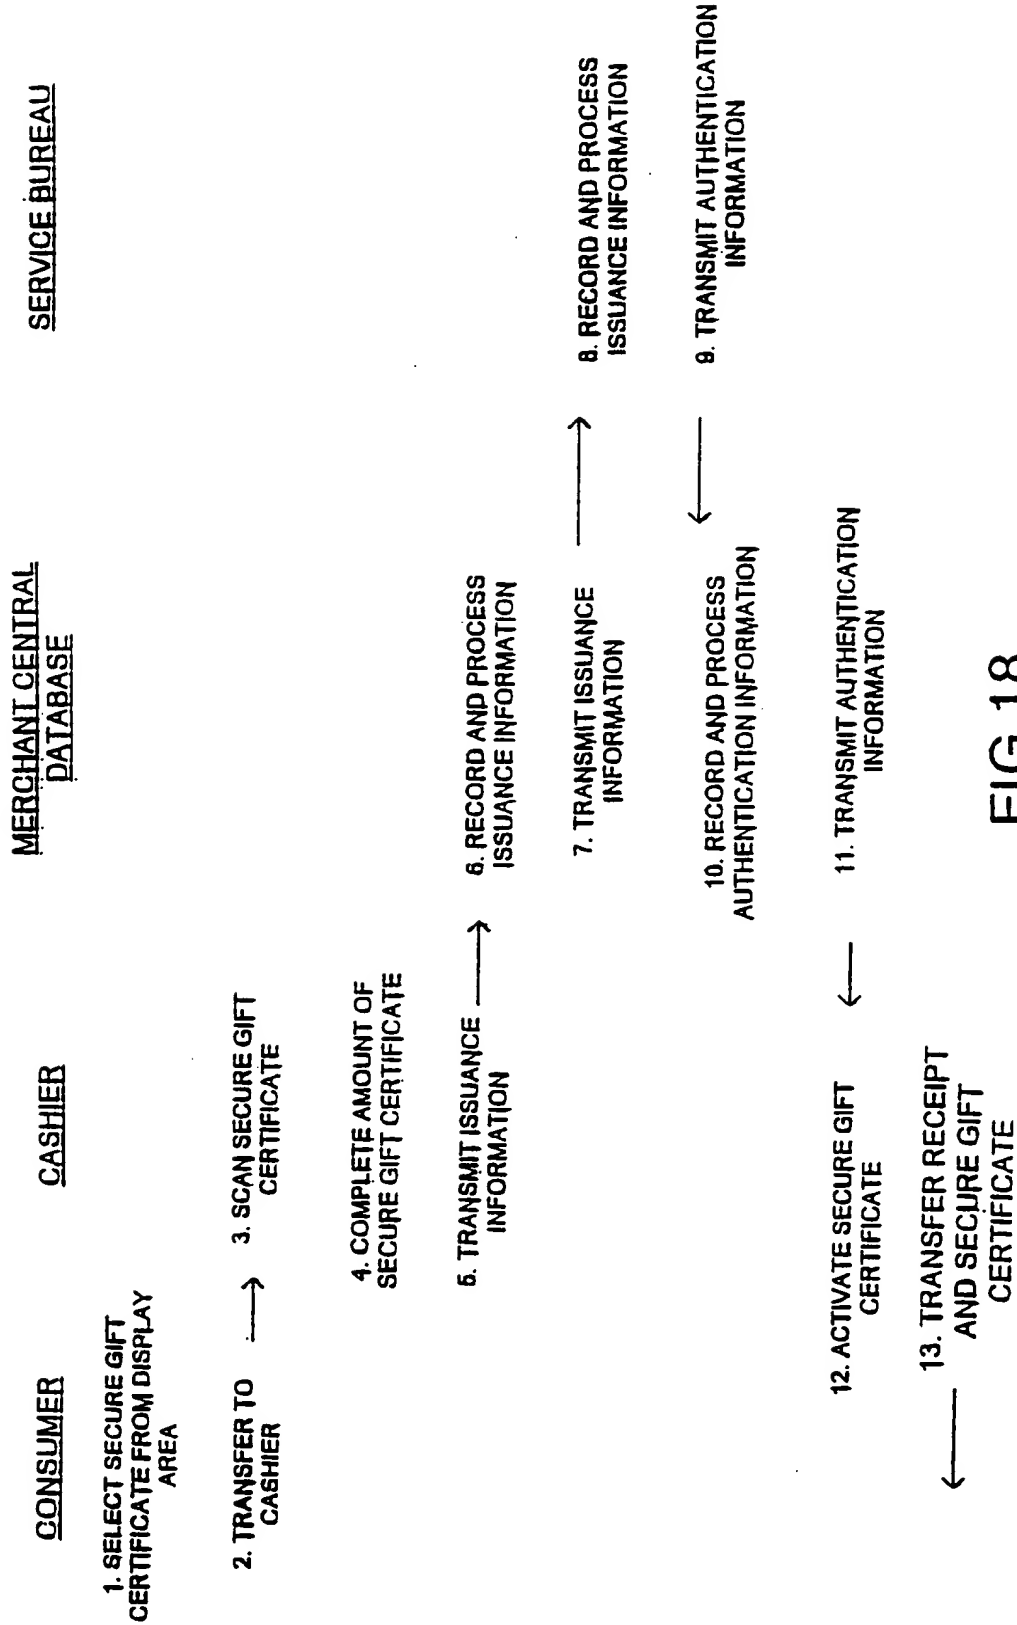 CONSUMER
CASHIER
MERCHANT CENTRAL
DATABASE
SERVICE BUREAU
1. SELECT SECURE GIFT
CERTIFICATE FROM DISPLAY
AREA
2. TRANSFER TO
CASHIER
3. SCAN SECURE GIFT
CERTIFICATE
4. COMPLETE AMOUNT OF
SECURE GIFT CERTIFICATE
5. TRANSMIT ISSUANCE
INFORMATION
6. RECORD AND PROCESS
ISSUANCE INFORMATION
7. TRANSMIT ISSUANCE
INFORMATION
8. RECORD AND PROCESS
ISSUANCE INFORMATION
9. TRANSMIT AUTHENTICATION
INFORMATION
10. RECORD AND PROCESS
AUTHENTICATION INFORMATION
11. TRANSMIT AUTHENTICATION
INFORMATION
12. ACTIVATE SECURE GIFT
CERTIFICATE
13. TRANSFER RECEIPT
AND SECURE GIFT
CERTIFICATE
FIG 18